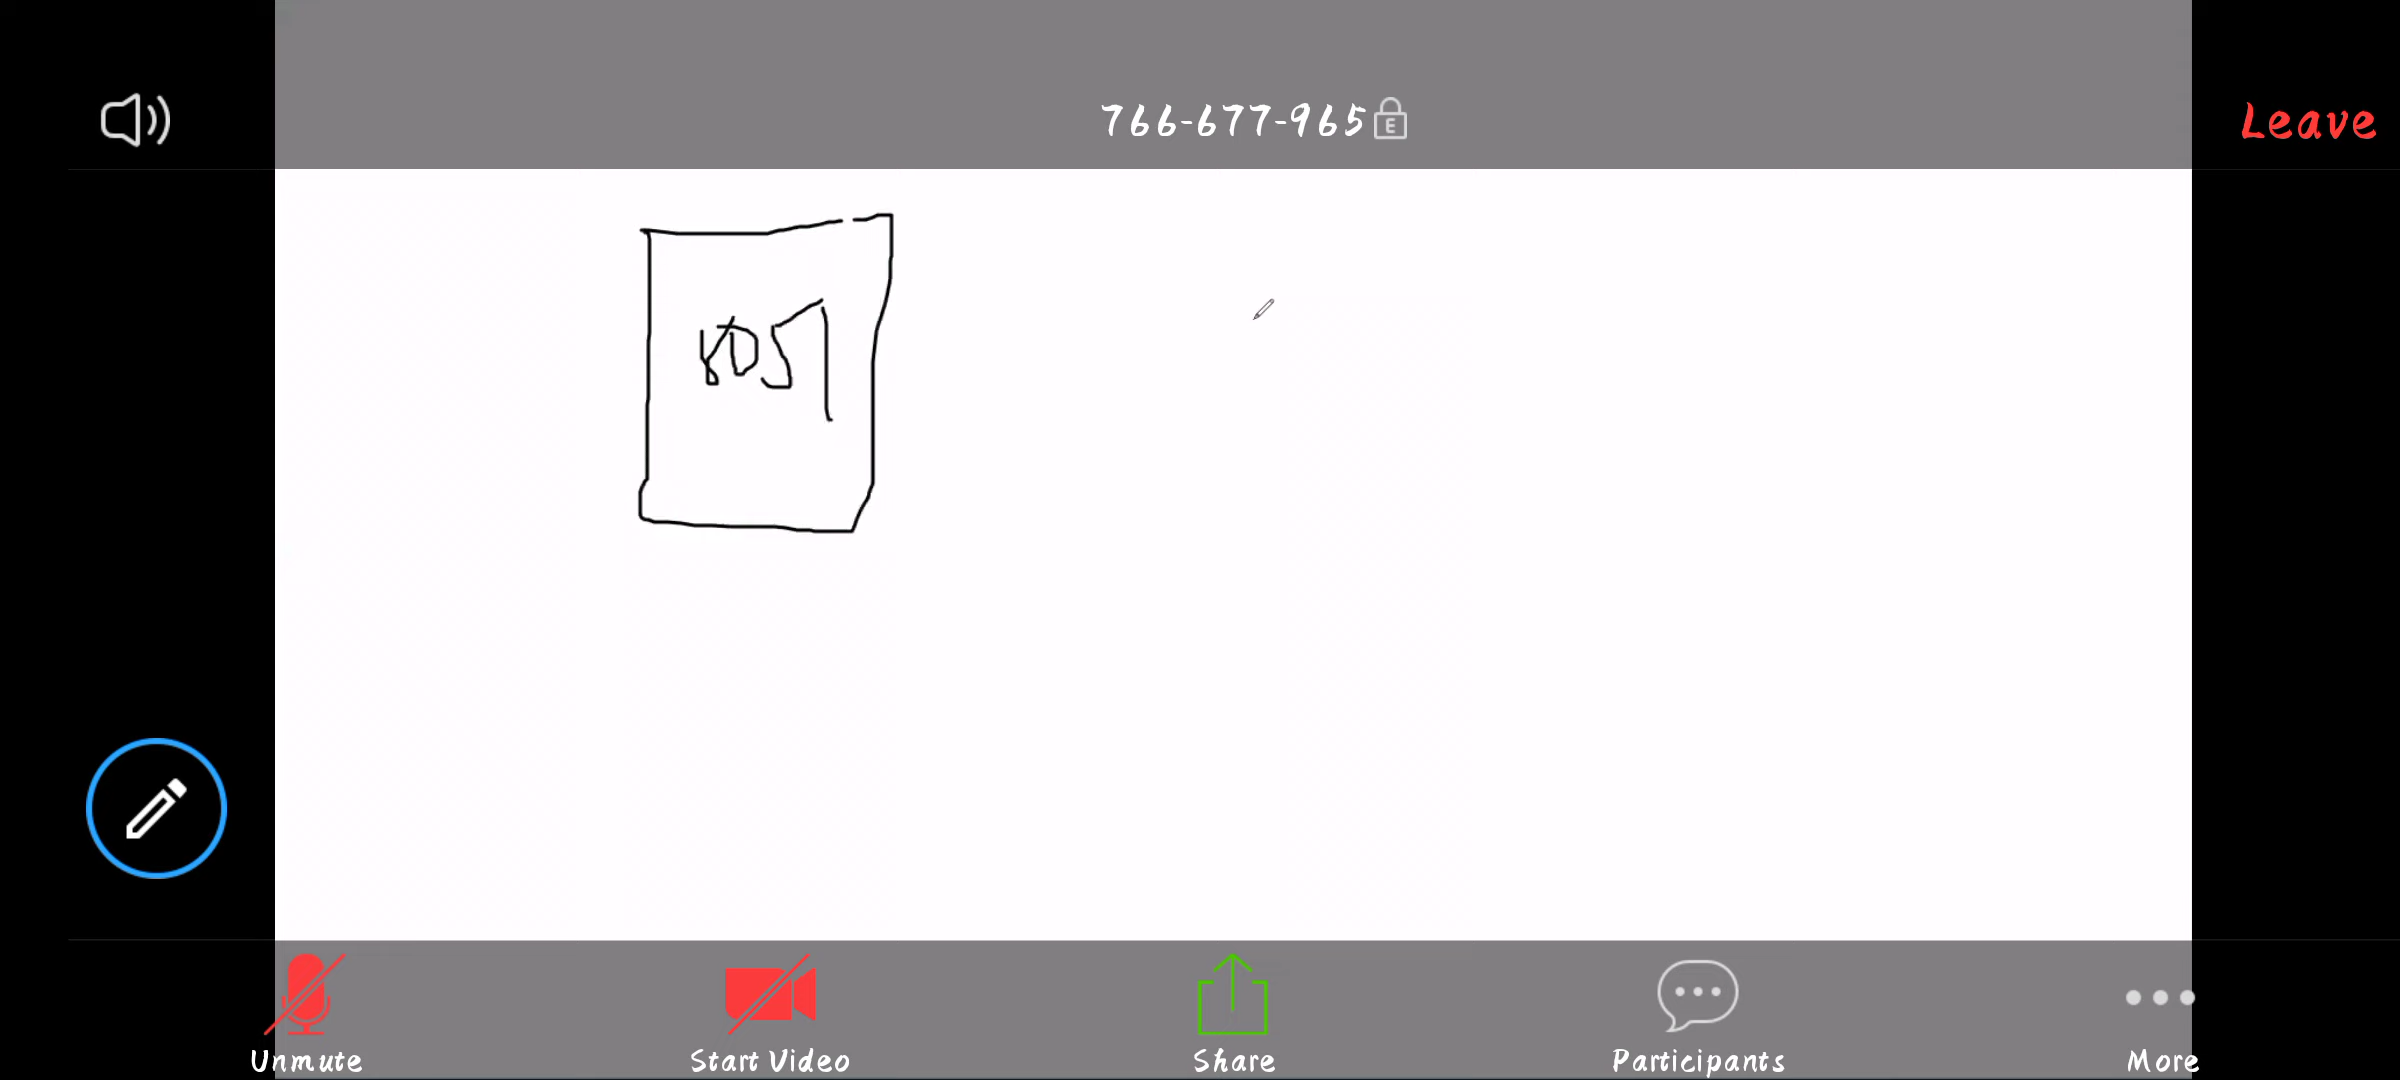 766-677-965
E
Leave
Unmute
Start Video
Share
Participants
More